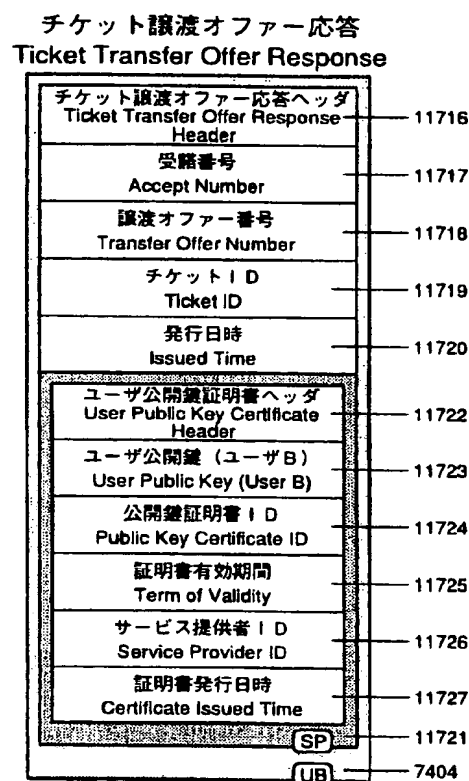 チケット譲渡オファー応答
Ticket Transfer Offer Response
チケット譲渡オファー応答ヘッダ
Ticket Transfer Offer Response
Header
11716
受諾番号
Accept Number
11717
譲渡オファー番号
Transfer Offer Number
11718
チケットID
Ticket ID
11719
発行日時
Issued Time
11720
ユーザ公開鍵証明書ヘッダ
User Public Key Certificate
Header
11722
ユーザ公開鍵(ユーザB)
User Public Key (User B)
11723
公開鍵証明書ID
Public Key Certificate ID
11724
証明書有効期間
Term of Validity
11725
サービス提供者ID
Service Provider ID
11726
証明書発行日時
Certificate Issued Time
11727
SP
11721
UB
7404